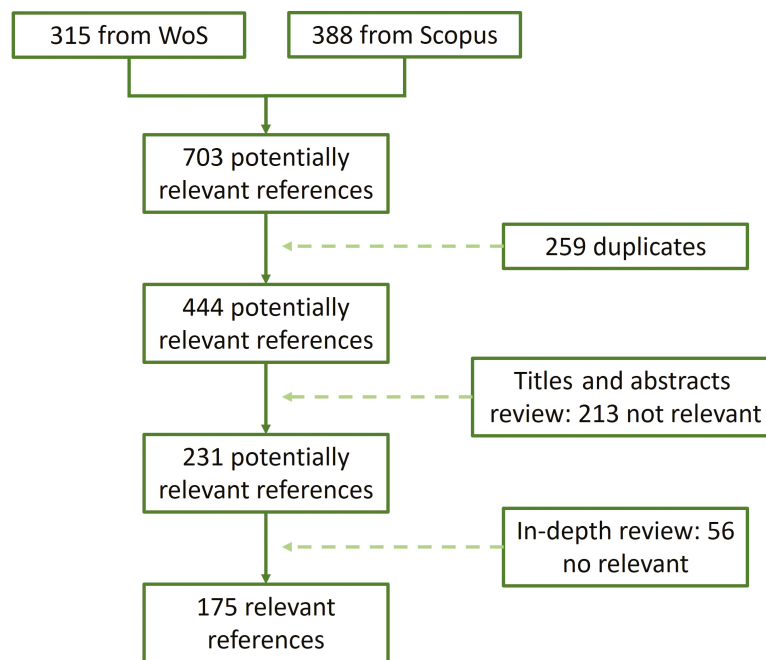 315 from WoS
388 from Scopus
703 potentially
relevant references
259 duplicates
444 potentially
relevant references
Titles and abstracts
review: 213 not relevant
231 potentially
relevant references
In-depth review: 56
no relevant
175 relevant
references